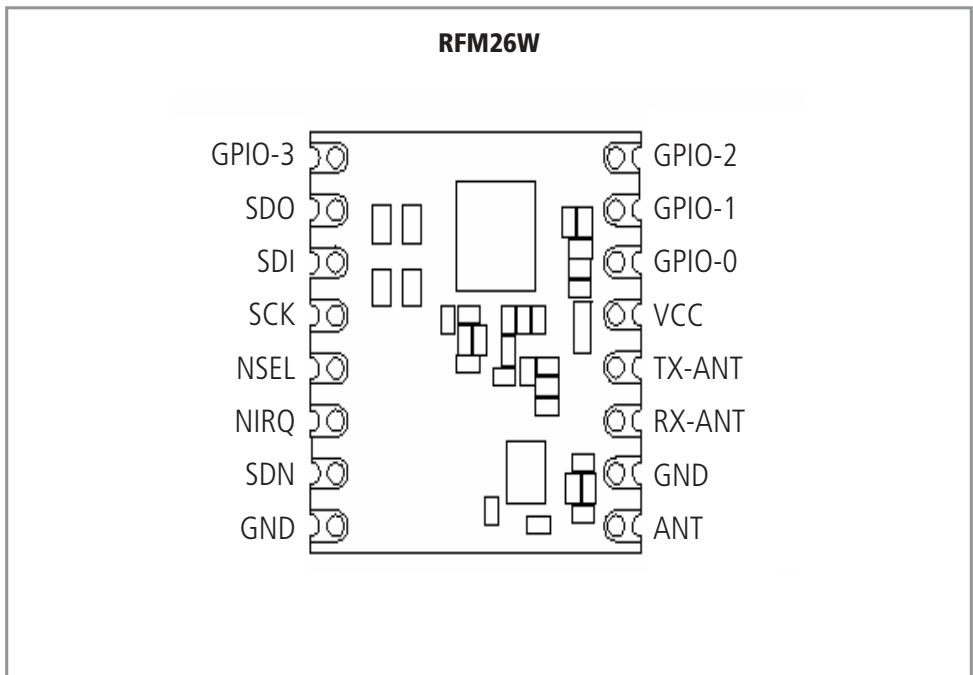 RFM26W
GPIO-3
SDO
SDI
SCK
NSEL
NIRQ
SDN
GND
GPIO-2
GPIO-1
GPIO-0
VCC
TX-ANT
RX-ANT
GND
ANT